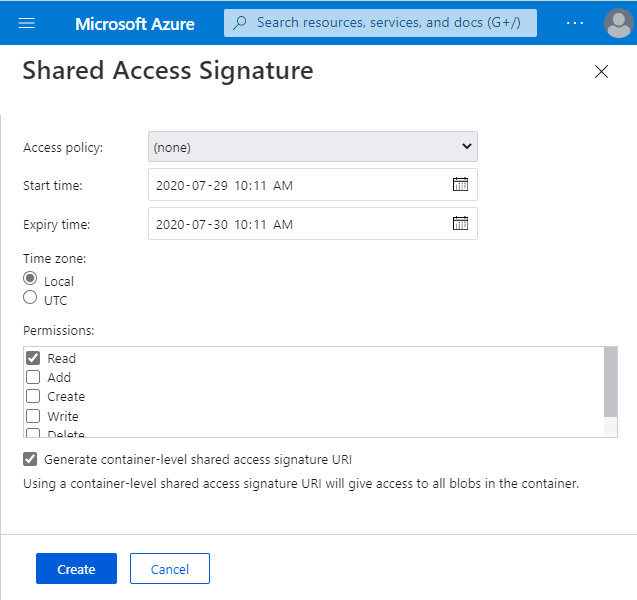 Microsoft Azure
Search resources, services, and docs (G+/)
Shared Access Signature
Access policy:
(none)
Start time:
2020-07-29 10:11 AM
Expiry time:
2020-07-30 10:11 AM
Time zone:
Local
UTC
Permissions:
Read
Add
Create
Write
Delete
Generate container-level shared access signature URI
Using a container-level shared access signature URI will give access to all blobs in the container.
Create
Cancel